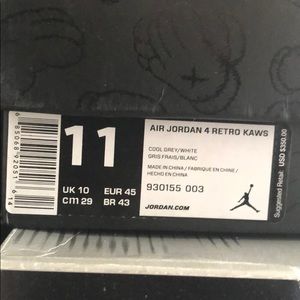 11
UK 10 EUR 45
CM 29 BR 43
AIR JORDAN 4 RETRO KAWS
COOL GREY/WHITE
GRIS FRAIS/BLANC
MADE IN CHINA / FABRIQUE EN CHINE /
HECHO EN CHINA
930155 003
JORDAN.COM
Suggested Retail: USD $350.00